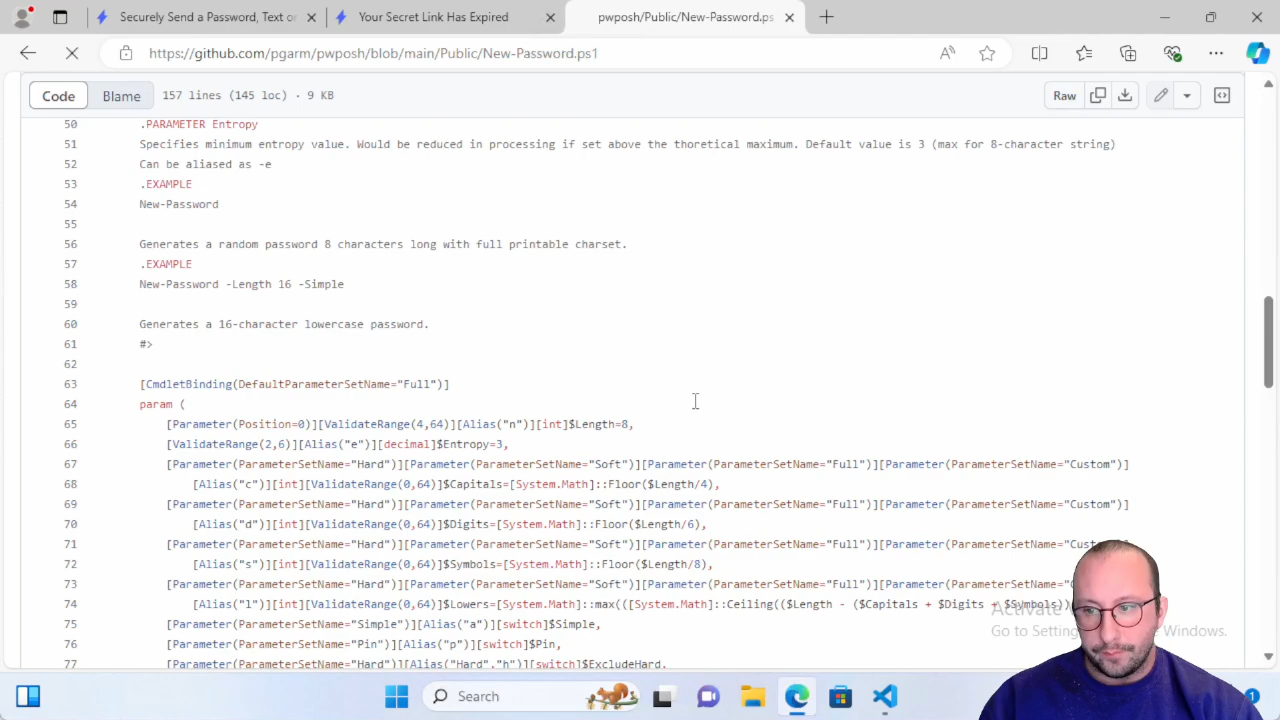 Securely Send a Password, Text or
Your Secret Link Has Expired
pwposh/Public/New-Password.ps
https://github.com/pgarm/pwposh/blob/main/Public/New-Password.ps1
Code
Blame
157 lines (145 loc) · 9 KB
Raw
50 .PARAMETER Entropy
51 Specifies minimum entropy value. Would be reduced in processing if set above the thoretical maximum. Default value is 3 (max for 8-character string)
52 Can be aliased as -e
53 .EXAMPLE
54 New-Password
55
56 Generates a random password 8 characters long with full printable charset.
57 .EXAMPLE
58 New-Password -Length 16 -Simple
59
60 Generates a 16-character lowercase password.
61 #>
62
63 [CmdletBinding(DefaultParameterSetName="Full")]
64 param (
65 [Parameter(Position=0)][ValidateRange(4,64)][Alias("n")][int]$Length=8,
66 [ValidateRange(2,6)][Alias("e")][decimal]$Entropy=3,
67 [Parameter(ParameterSetName="Hard")][Parameter(ParameterSetName="Soft")][Parameter(ParameterSetName="Full")][Parameter(ParameterSetName="Custom")]
68 [Alias("c")][int][ValidateRange(0,64)]$Capitals=[System.Math]::Floor($Length/4),
69 [Parameter(ParameterSetName="Hard")][Parameter(ParameterSetName="Soft")][Parameter(ParameterSetName="Full")][Parameter(ParameterSetName="Custom")]
70 [Alias("d")][int][ValidateRange(0,64)]$Digits=[System.Math]::Floor($Length/6),
71 [Parameter(ParameterSetName="Hard")][Parameter(ParameterSetName="Soft")][Parameter(ParameterSetName="Full")][Parameter(ParameterSetName="Cus
72 [Alias("s")][int][ValidateRange(0,64)]$Symbols=[System.Math]::Floor($Length/8),
73 [Parameter(ParameterSetName="Hard")][Parameter(ParameterSetName="Soft")][Parameter(ParameterSetName="Full")][Parameter(ParameterSetName="
74 [Alias("l")][int][ValidateRange(0,64)]$Lowers=[System.Math]::max(([System.Math]::Ceiling(($Length - ($Capitals + $Digits + $Symbols))
75 [Parameter(ParameterSetName="Simple")][Alias("a")][switch]$Simple,
76 [Parameter(ParameterSetName="Pin")][Alias("p")][switch]$Pin,
77 [Parameter(ParameterSetName="Hard")][Alias("Hard","h")][switch]$ExcludeHard,
Activate
Go to Setting Windows.
Search
1